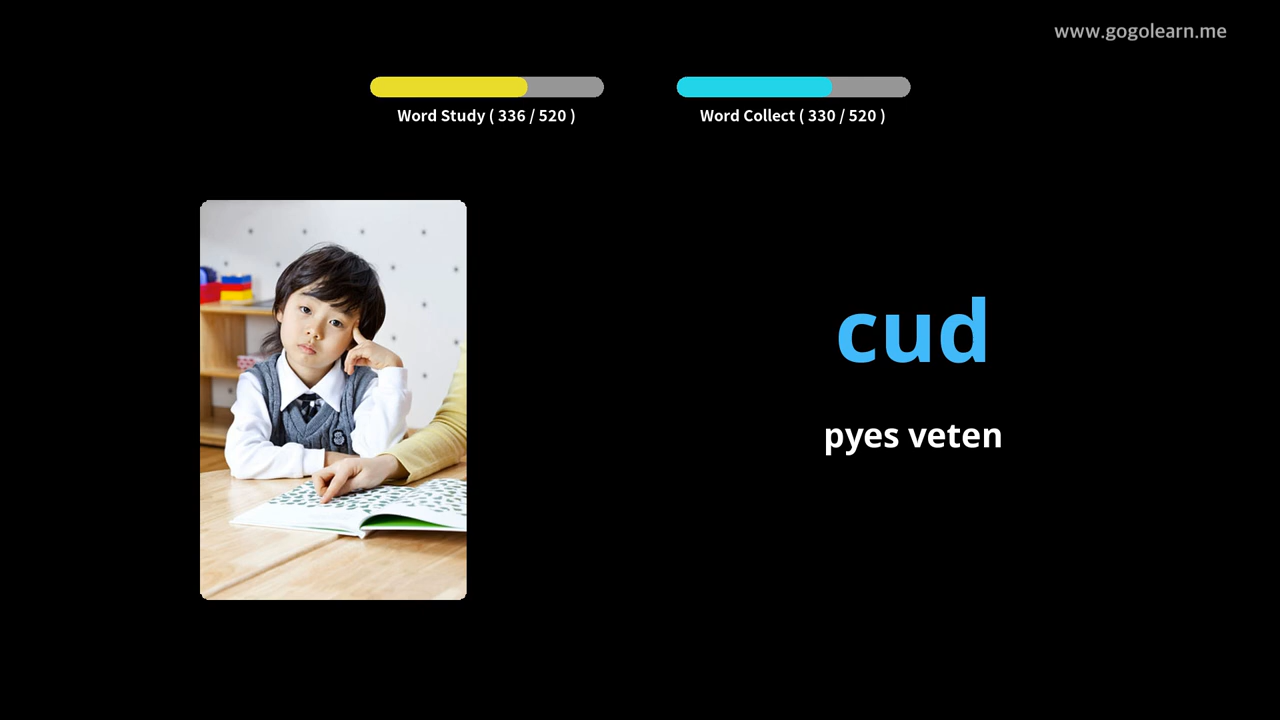 www.gogolearn.me
Word Study ( 336 / 520 )
Word Collect ( 330 / 520 )
cud
pyes veten